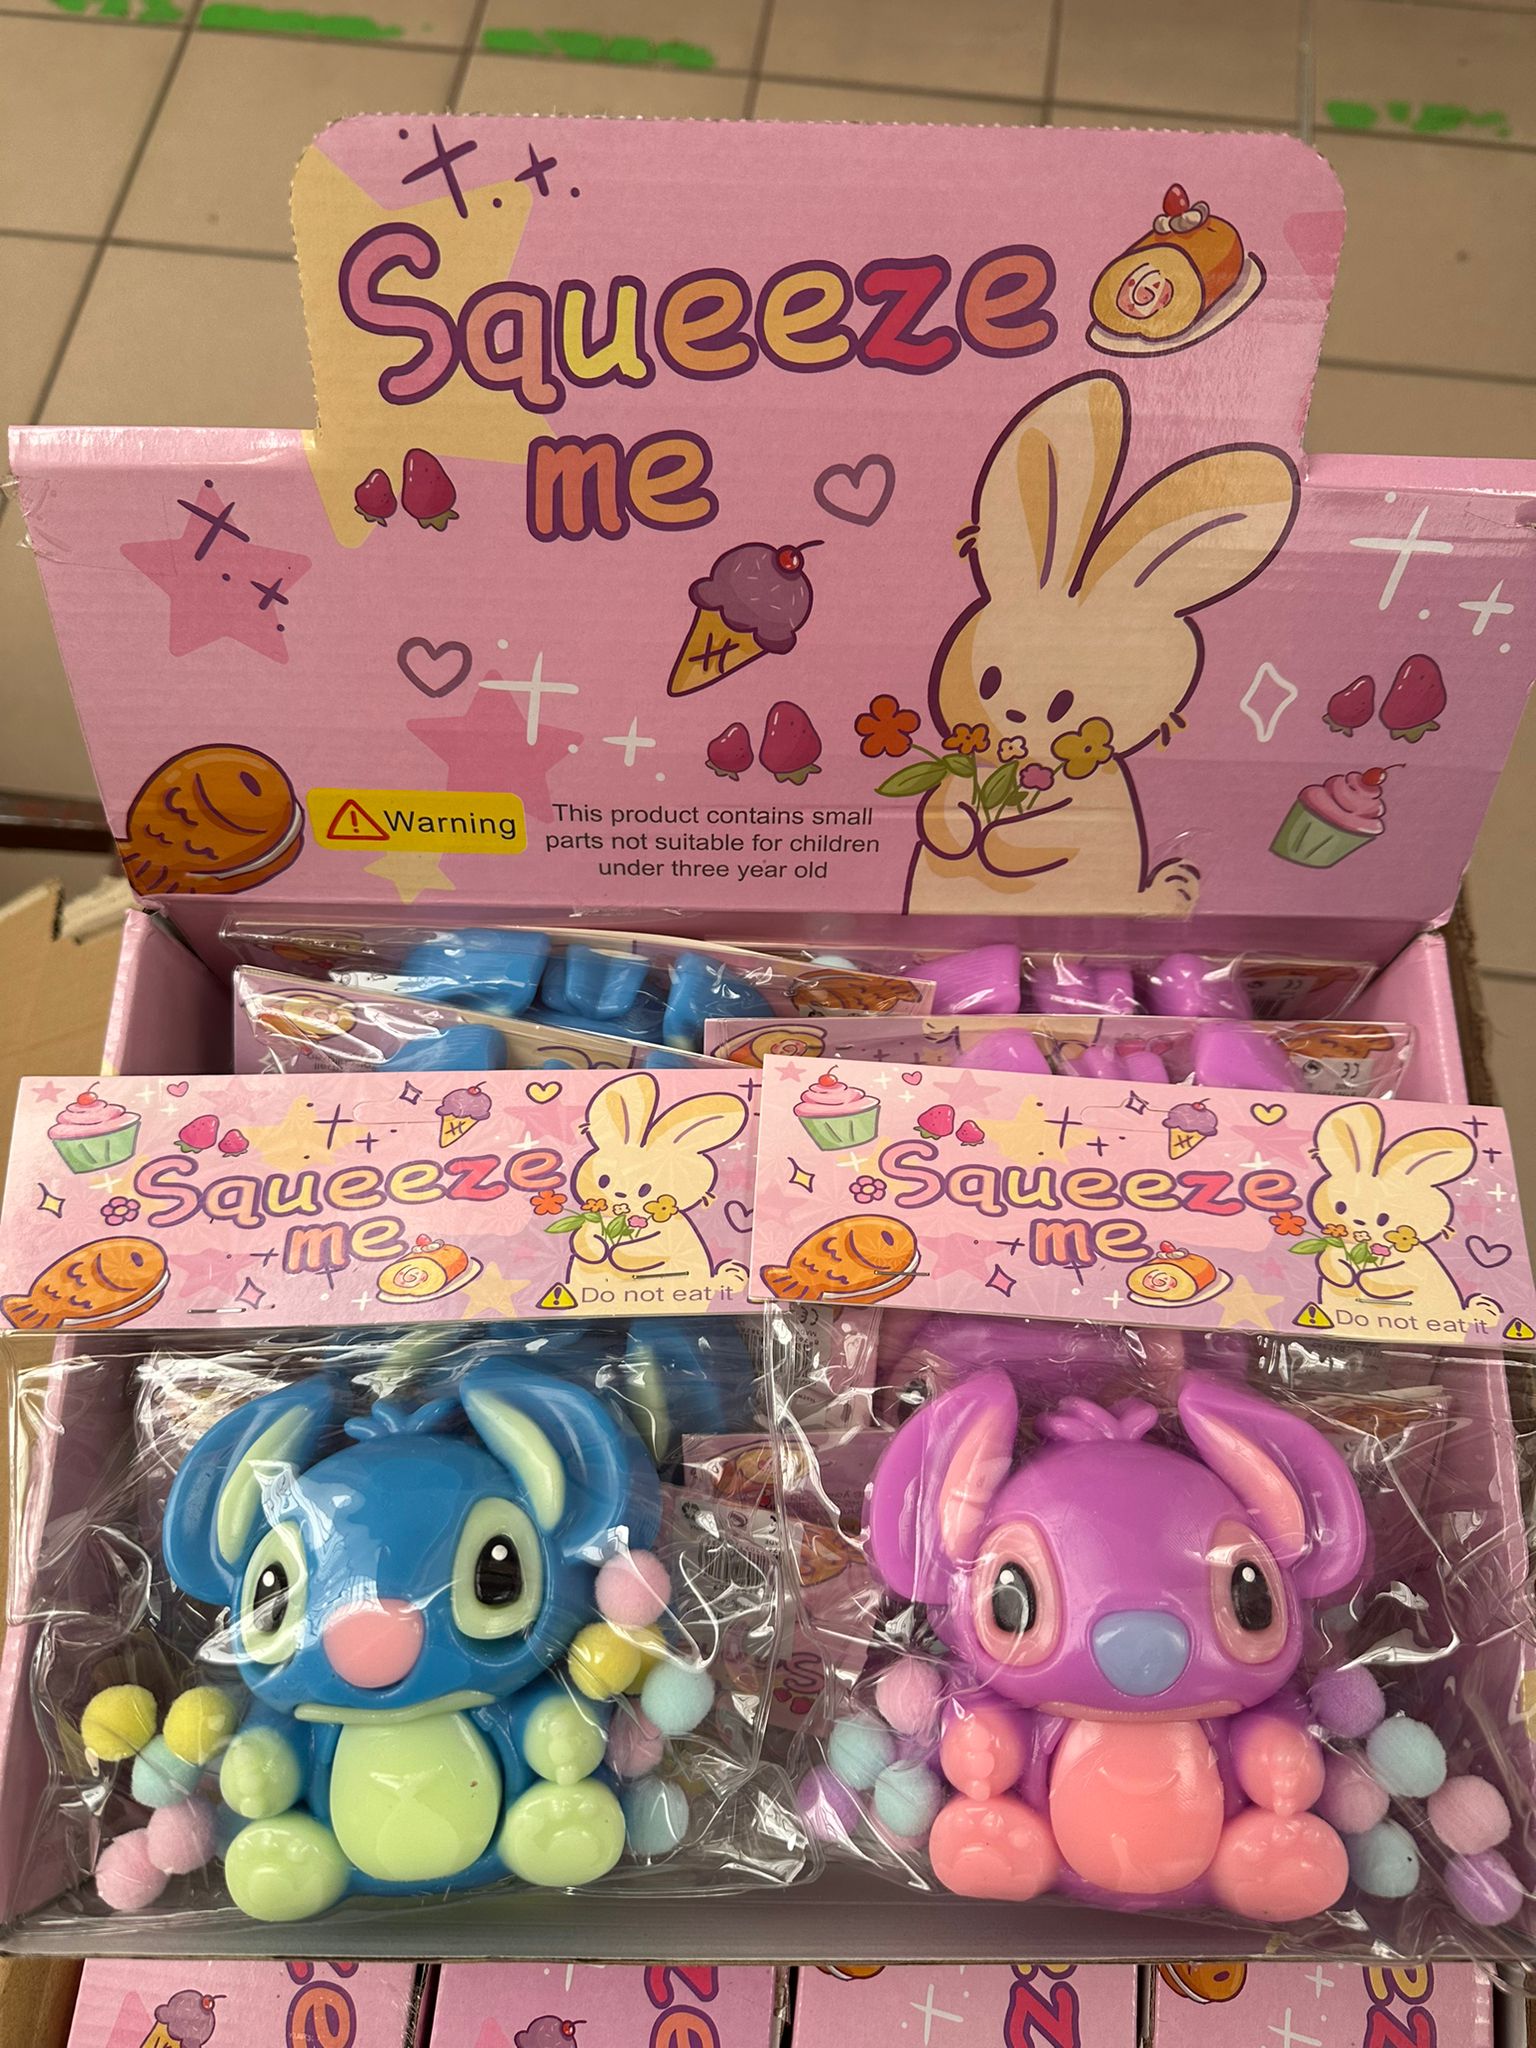 Squeeze
me
Warning
This product contains small
parts not suitable for children
under three year old
Squeeze
me
Do not eat it
Squeeze
me
Do not eat it